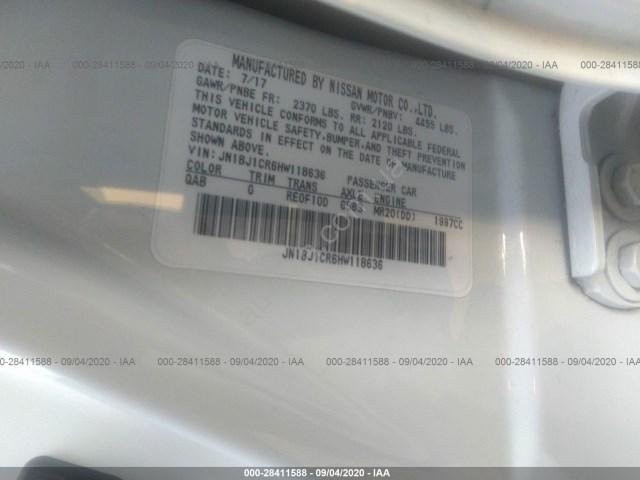 000-28411588 - 09/04/2020 - IAA 000-28411588 - 09/04/2020 - IAA 000-28411588 - 09/04/2020 - IAA 000-28411588 - 09/04/2020 - IAA
MANUFACTURED BY NISSAN MOTOR CO.,LTD.
DATE: 7/17 GVWR/PNBV: 4455 LBS.
GAWR/PNBE FR: 2370 LBS. RR: 2120 LBS.
THIS VEHICLE CONFORMS TO ALL APPLICABLE FEDERAL
MOTOR VEHICLE SAFETY,BUMPER,AND THEFT PREVENTION
STANDARDS IN EFFECT ON THE DATE OF MANUFACTURE
SHOWN ABOVE.
VIN: JN1BJ1CR6HW118636 PASSENGER CAR
COLOR TRIM TRANS AXLE ENGINE
QAB G RE0F10D MR20(DD) 1997CC
JN1BJ1CR6HW118636
000-28411588 - 09/04/2020 - IAA 000-28411588 - 09/04/2020 - IAA 000-28411588 - 09/04/2020 - IAA 000-28411588 - 09/04/2020 - IAA
000-28411588 - 09/04/2020 - IAA